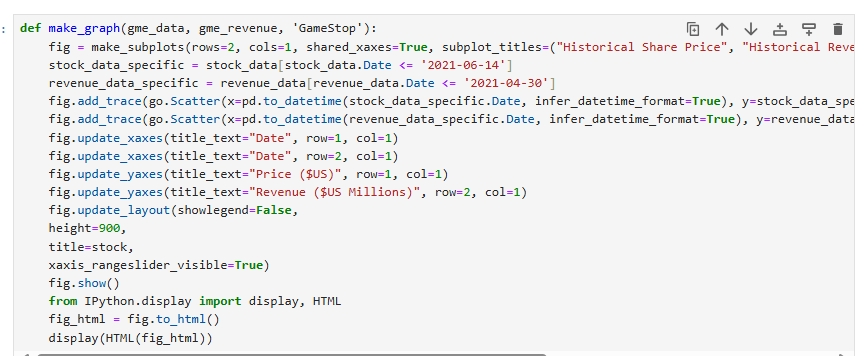 : def make_graph(gme_data, gme_revenue, 'GameStop'):
fig = make_subplots(rows=2, cols=1, shared_xaxes=True, subplot_titles=("Historical Share Price", "Historical Reve
stock_data_specific = stock_data[stock_data.Date <= '2021-06-14']
revenue_data_specific = revenue_data[revenue_data.Date <= '2021-04-30']
fig.add_trace(go.Scatter(x=pd.to_datetime(stock_data_specific.Date, infer_datetime_format=True), y=stock_data_spe
fig.add_trace(go.Scatter(x=pd.to_datetime(revenue_data_specific.Date, infer_datetime_format=True), y=revenue_data
fig.update_xaxes(title_text="Date", row=1, col=1)
fig.update_xaxes(title_text="Date", row=2, col=1)
fig.update_yaxes(title_text="Price ($US)", row=1, col=1)
fig.update_yaxes(title_text="Revenue ($US Millions)", row=2, col=1)
fig.update_layout(showlegend=False,
height=900,
title=stock,
xaxis_rangeslider_visible=True)
fig.show()
from IPython.display import display, HTML
fig_html = fig.to_html()
display(HTML(fig_html))